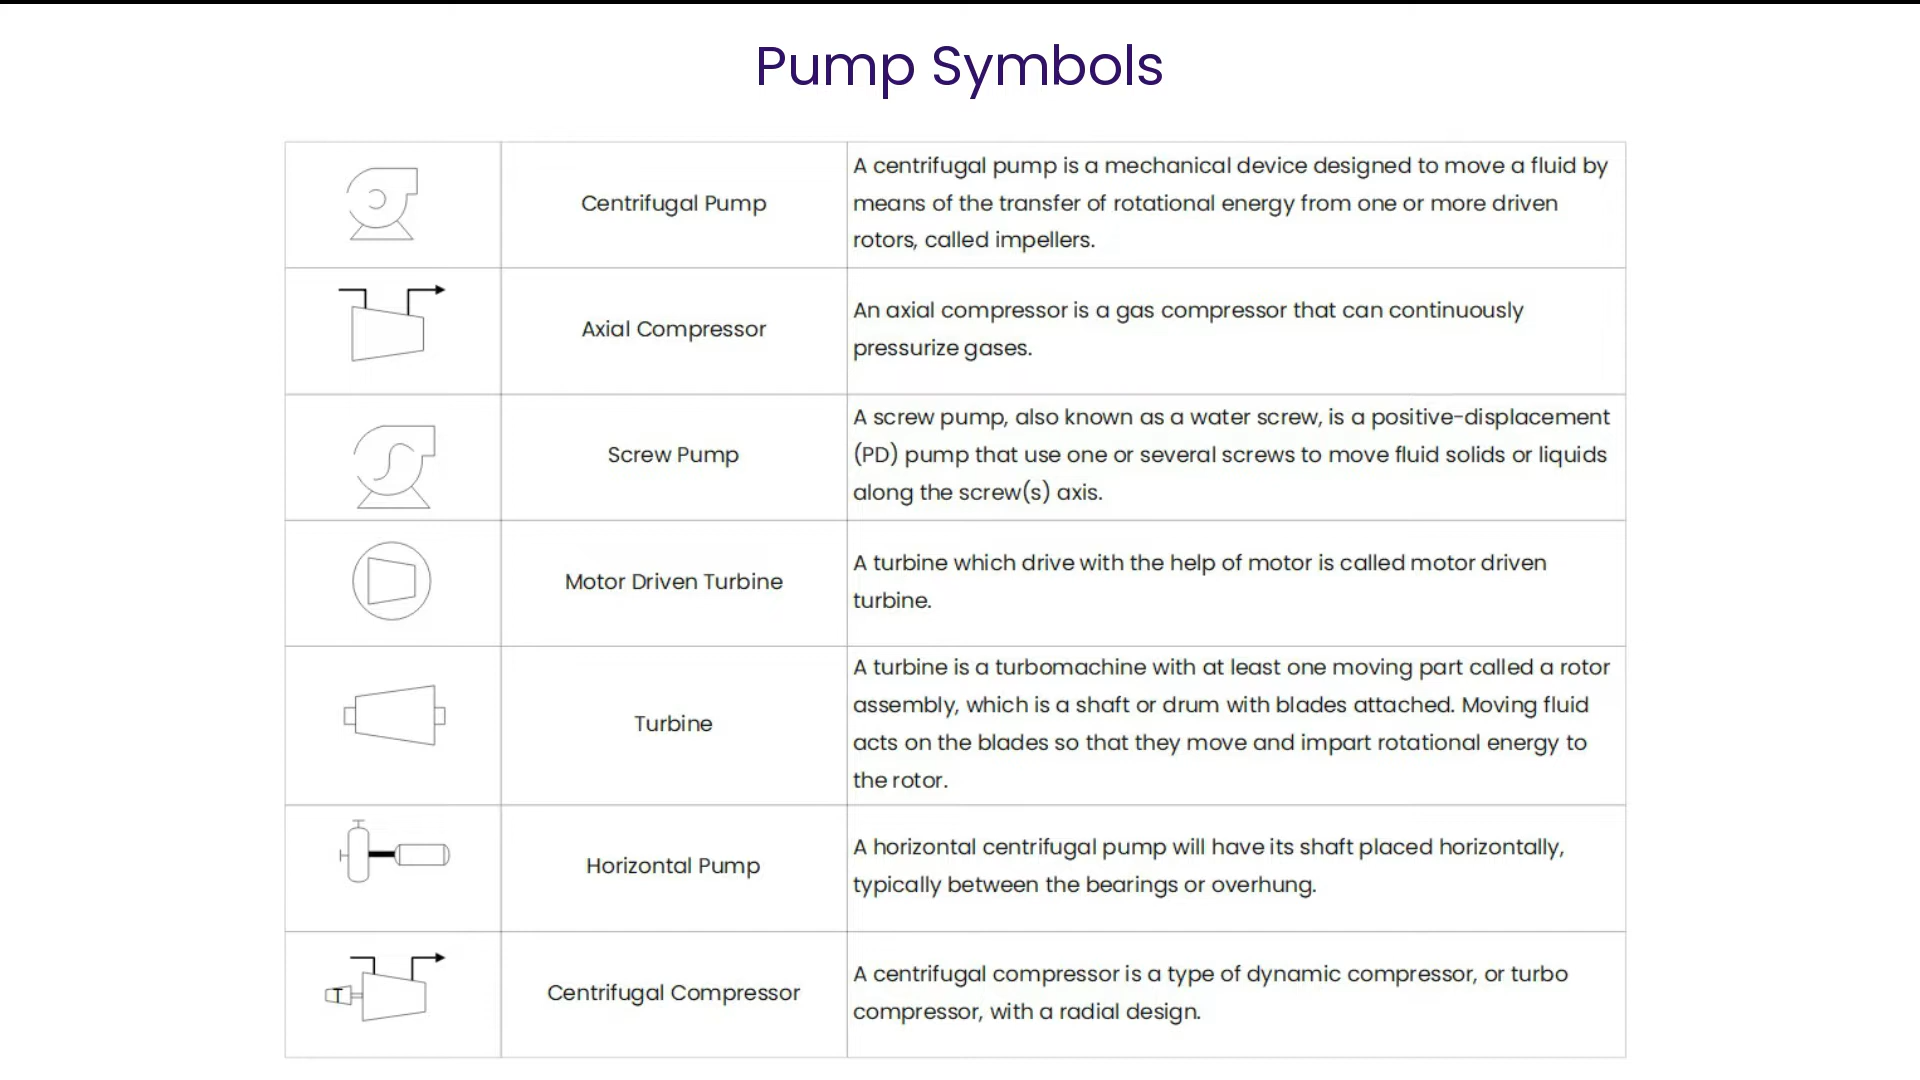 Pump Symbols
Centrifugal Pump
A centrifugal pump is a mechanical device designed to move a fluid by
means of the transfer of rotational energy from one or more driven
rotors, called impellers.
Axial Compressor
An axial compressor is a gas compressor that can continuously
pressurize gases.
Screw Pump
A screw pump, also known as a water screw, is a positive-displacement
(PD) pump that use one or several screws to move fluid solids or liquids
along the screw(s) axis.
Motor Driven Turbine
A turbine which drive with the help of motor is called motor driven
turbine.
Turbine
A turbine is a turbomachine with at least one moving part called a rotor
assembly, which is a shaft or drum with blades attached. Moving fluid
acts on the blades so that they move and impart rotational energy to
the rotor.
Horizontal Pump
A horizontal centrifugal pump will have its shaft placed horizontally,
typically between the bearings or overhung.
T
Centrifugal Compressor
A centrifugal compressor is a type of dynamic compressor, or turbo
compressor, with a radial design.